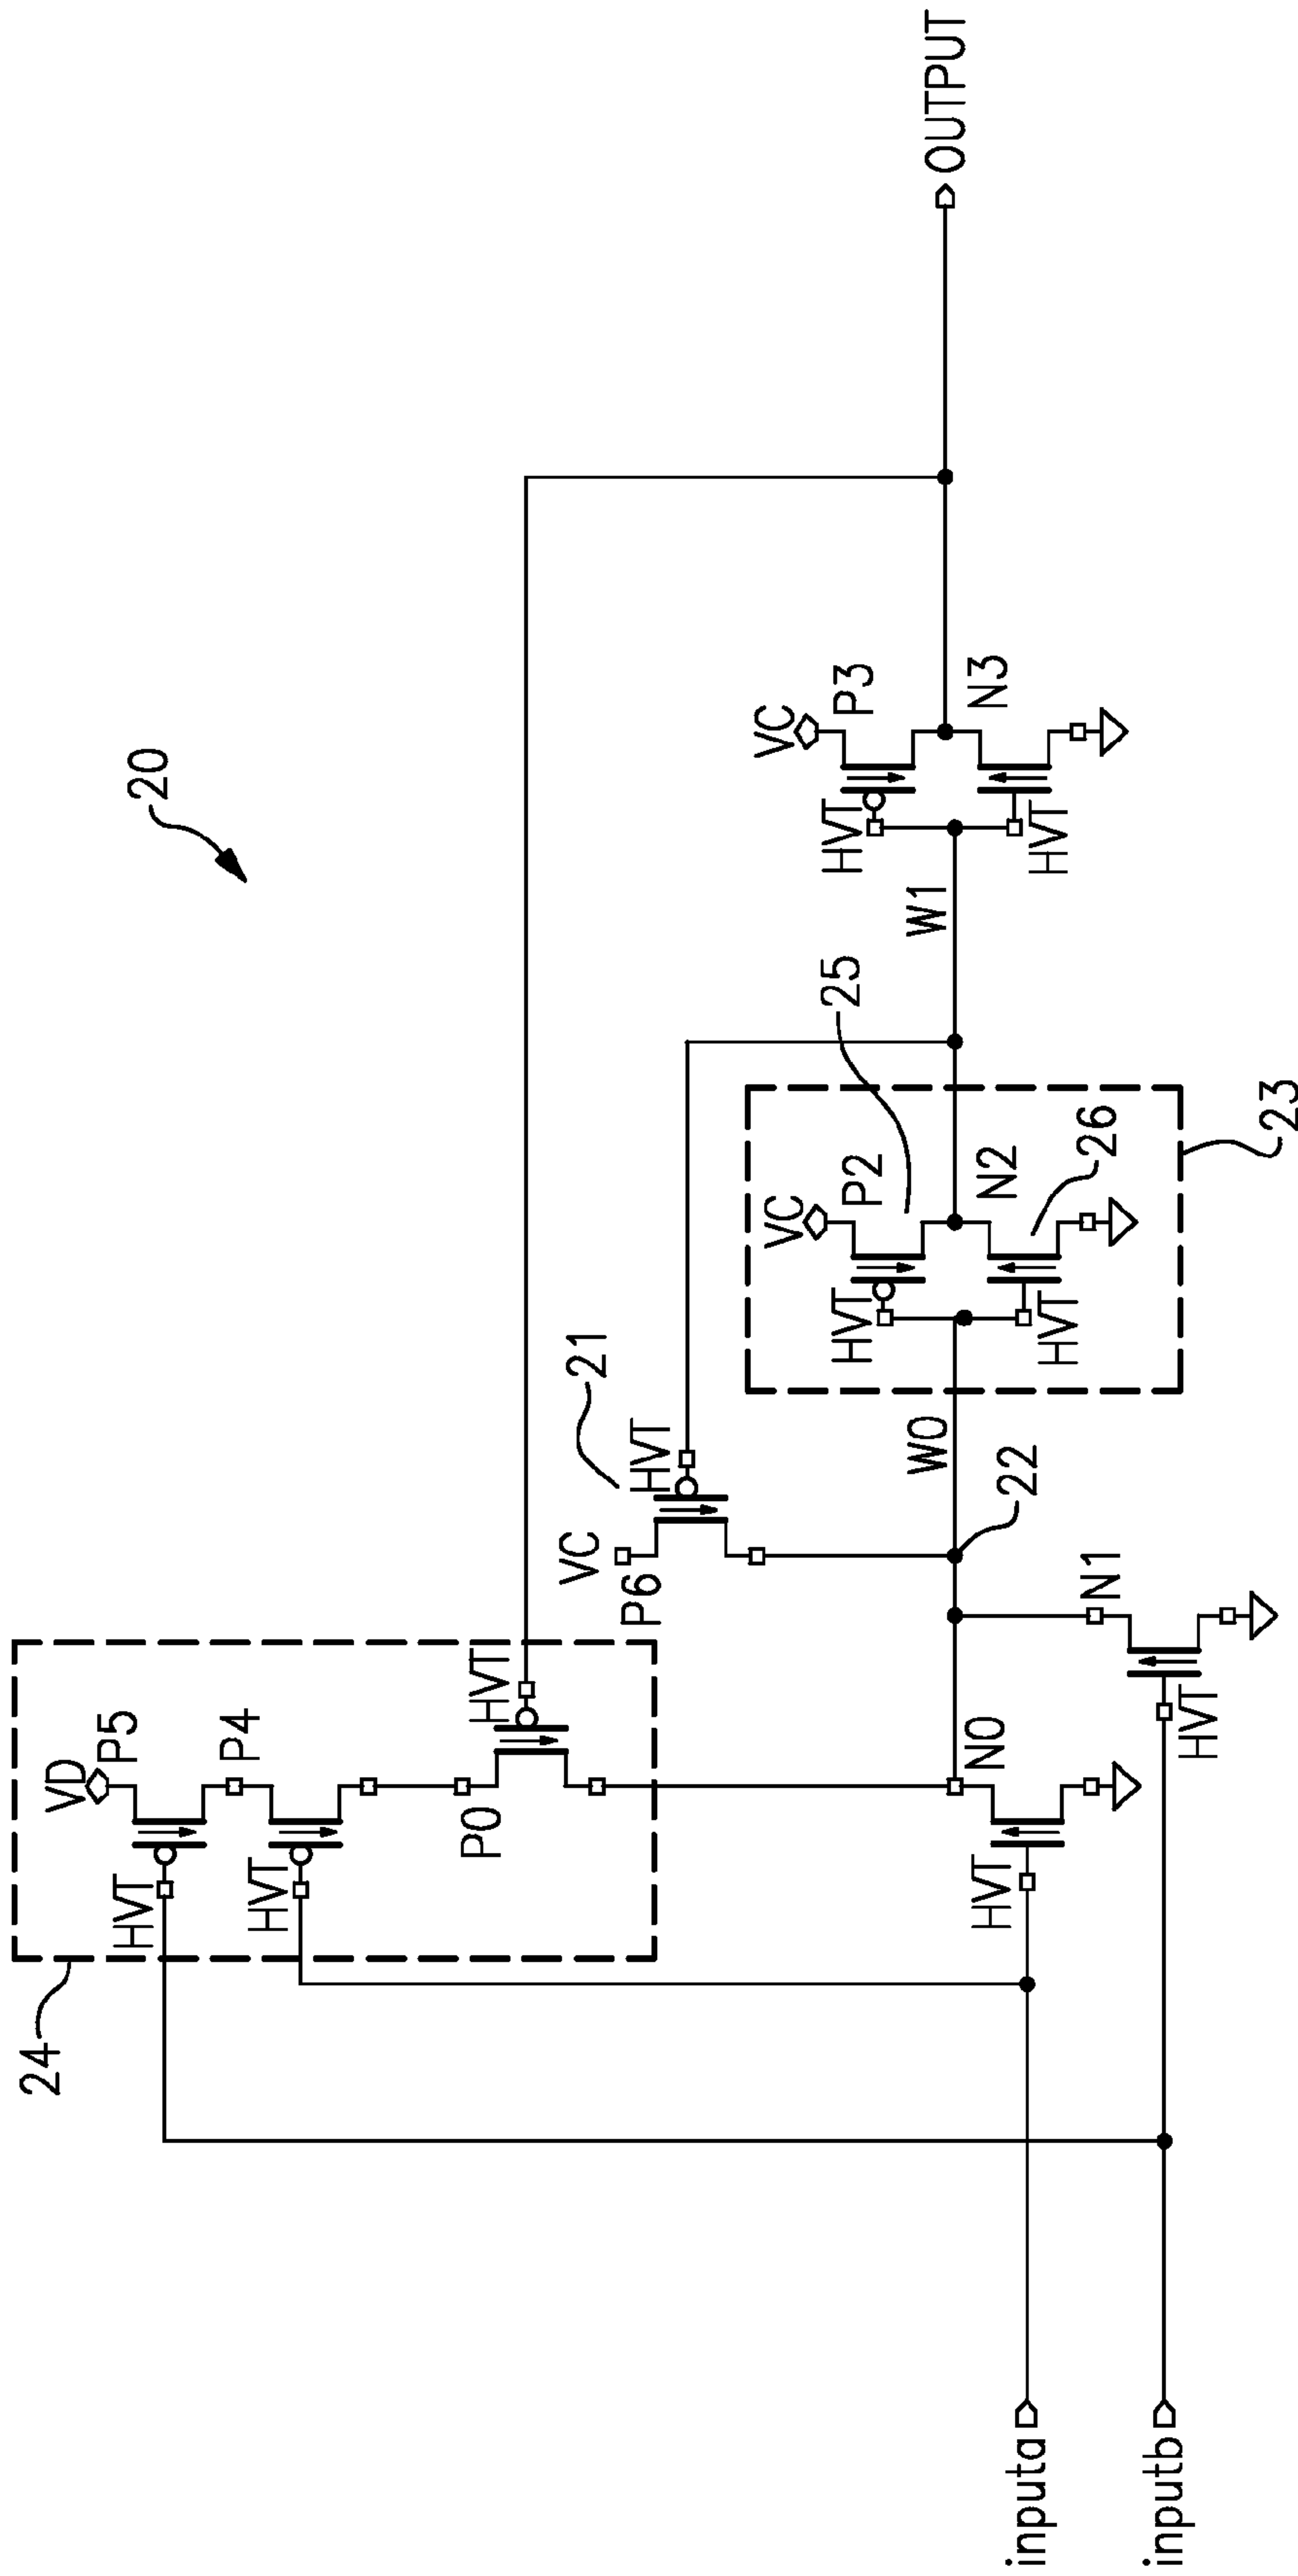 20
24
VD
P5
HVT
P4
HVT
P0
HVT
21
VC
P6
HVT
inputa
inputb
HVT
N0
HVT
N1
22
W0
VC
P2
HVT
25
N2
HVT
26
23
W1
VC
P3
HVT
N3
HVT
OUTPUT